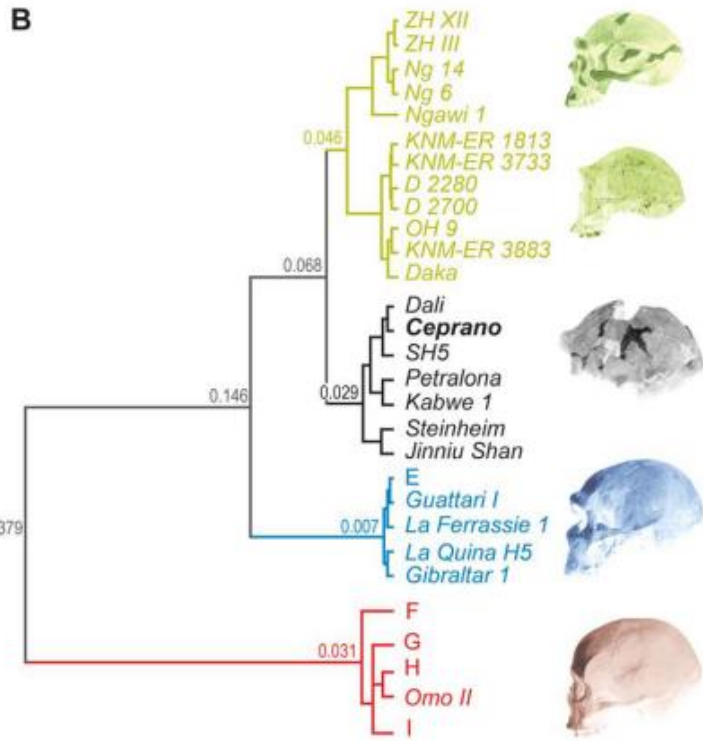 B
ZH XII
ZH III
Ng 14
Ng 6
Ngawi 1
0.046
KNM-ER 1813
KNM-ER 3733
D 2280
D 2700
OH 9
KNM-ER 3883
Daka
0.068
Dali
Ceprano
SH5
Petralona
Kabwe 1
0.029
Steinheim
Jinniu Shan
0.146
E
Guattari I
La Ferrassie 1
0.007
La Quina H5
Gibraltar 1
379
F
G
0.031
H
Omo II
I